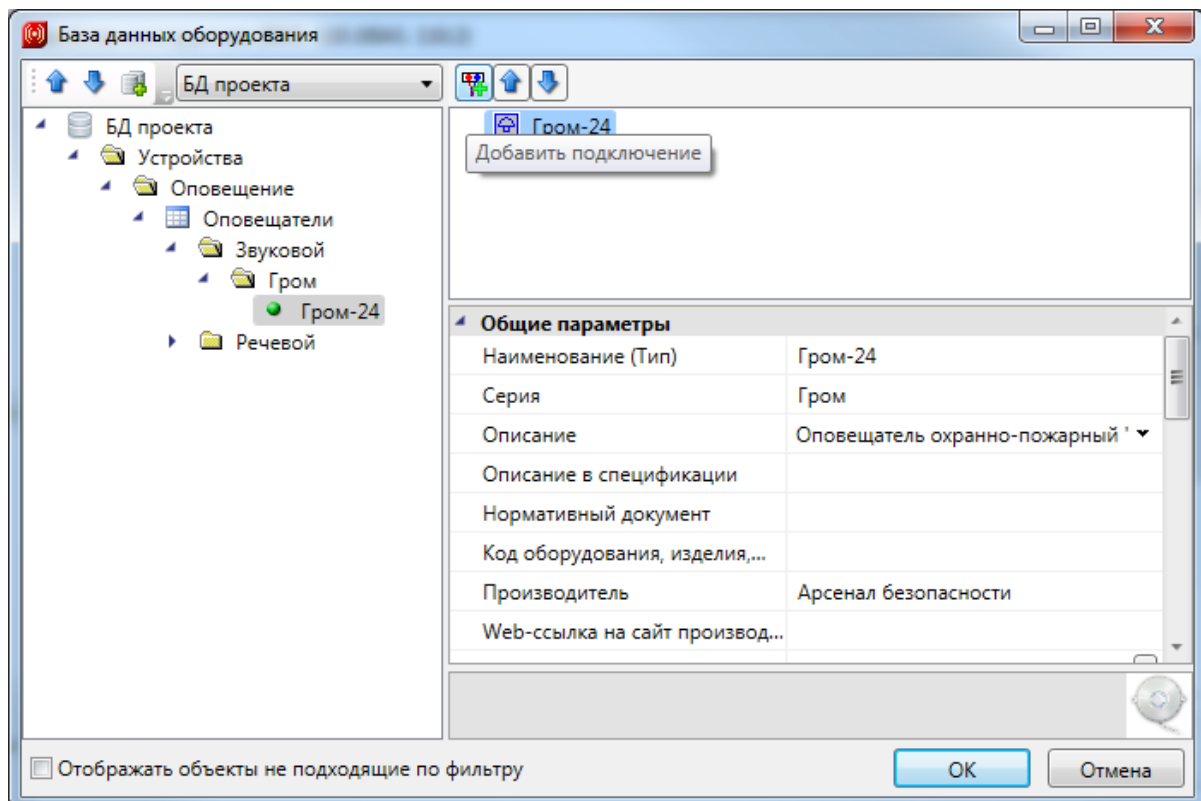 База данных оборудования
БД проекта
БД проекта
Устройства
Оповещение
Оповещатели
Звуковой
Гром
Гром-24
Речевой
Гром-24
Добавить подключение
Общие параметры
Наименование (Тип) Гром-24
Серия Гром
Описание Оповещатель охранно-пожарный '
Описание в спецификации
Нормативный документ
Код оборудования, изделия,...
Производитель Арсенал безопасности
Web-ссылка на сайт производ...
Отображать объекты не подходящие по фильтру
OK
Отмена